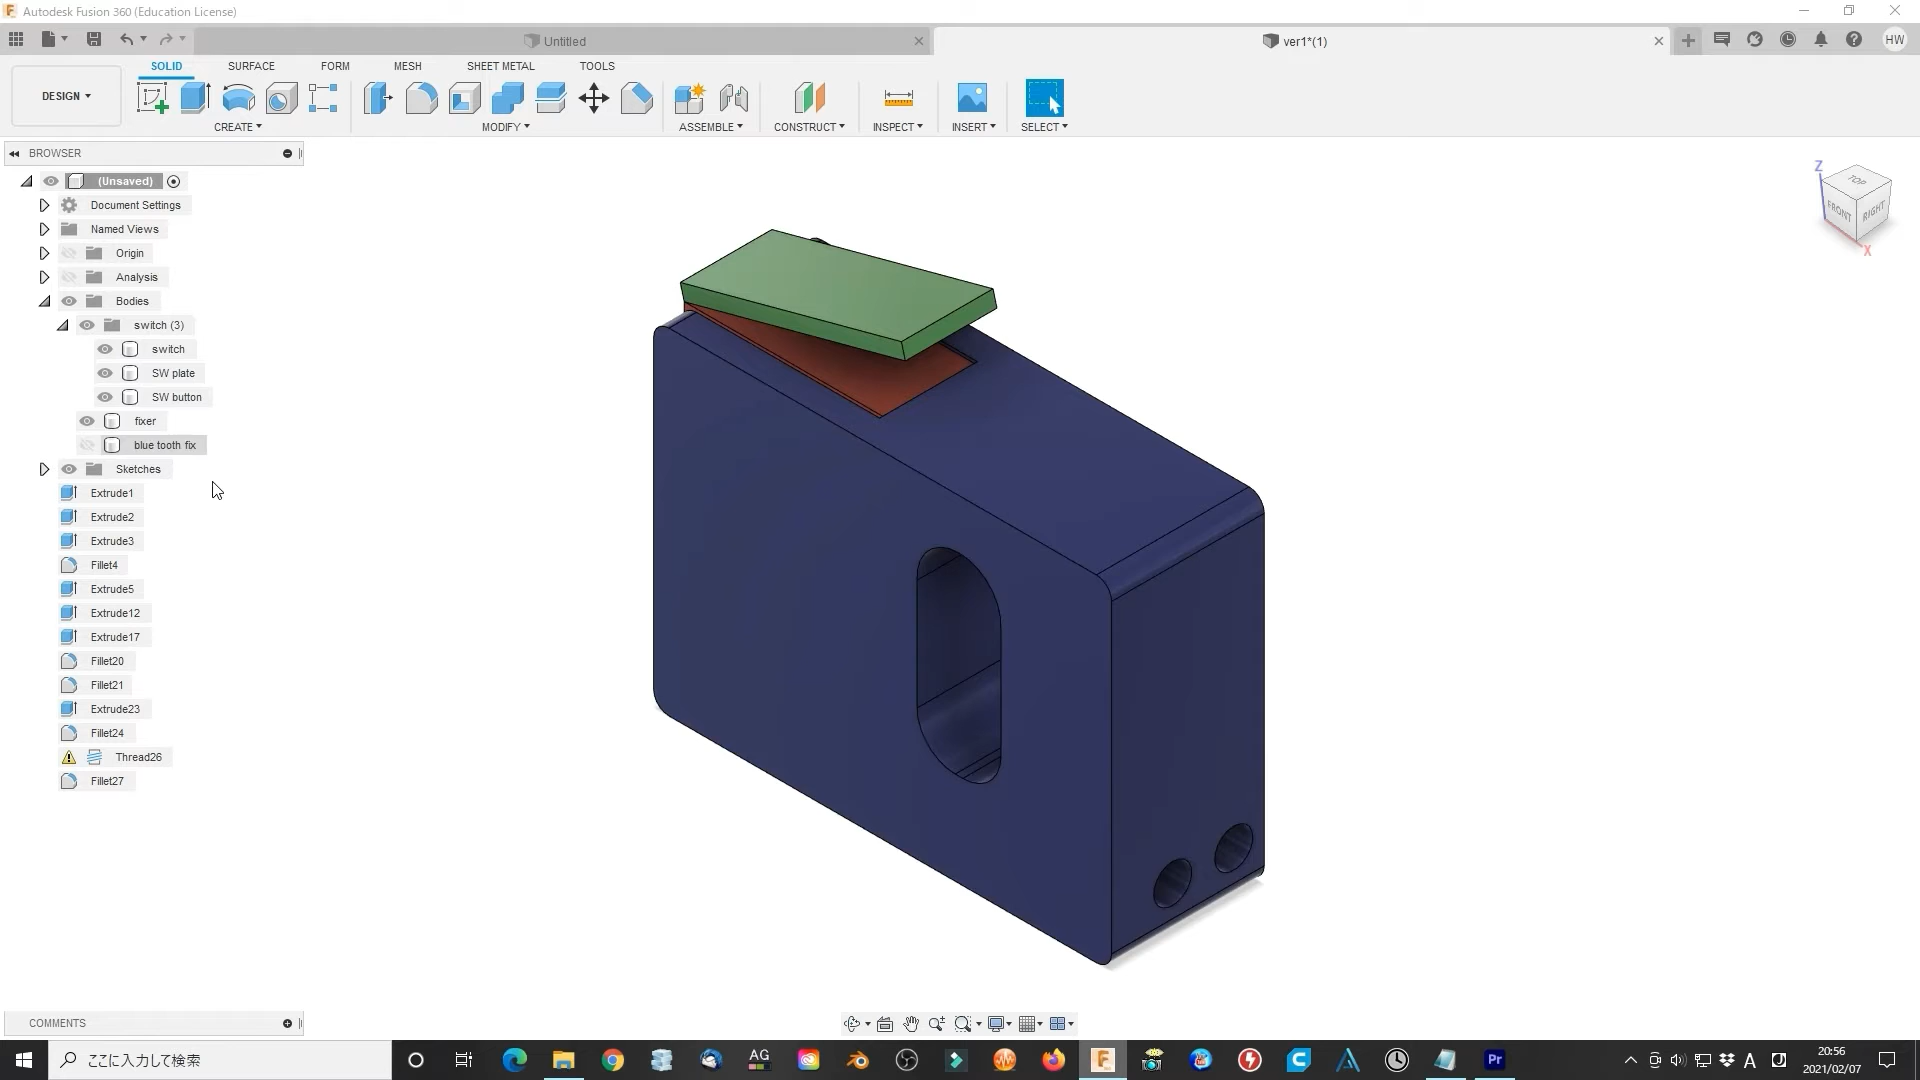 Autodesk Fusion 360 (Education License)
Untitled
ver1*(1)
HW
DESIGN
SOLID SURFACE FORM MESH SHEET METAL TOOLS
CREATE MODIFY ASSEMBLE CONSTRUCT INSPECT INSERT SELECT
BROWSER
(Unsaved)
Document Settings
Named Views
Origin
Analysis
Bodies
switch (3)
switch
SW plate
SW button
fixer
blue tooth fix
Sketches
Extrude1
Extrude2
Extrude3
Fillet4
Extrude5
Extrude12
Extrude17
Fillet20
Fillet21
Extrude23
Fillet24
Thread26
Fillet27
Z
TOP
FRONT
RIGHT
X
COMMENTS
ここに入力して検索
AG
Pr
A
20:56
2021/02/07